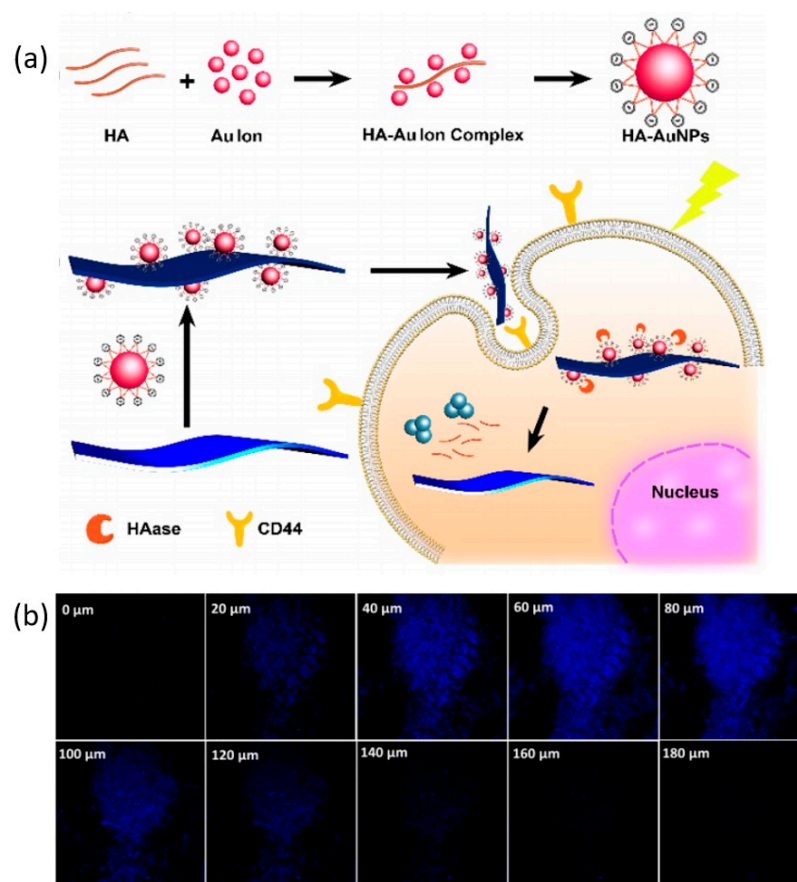 (a)
HA + Au Ion HA-Au Ion Complex HA-AuNPs
Nucleus
HAase CD44
(b)
0 µm 20 µm 40 µm 60 µm 80 µm
100 µm 120 µm 140 µm 160 µm 180 µm